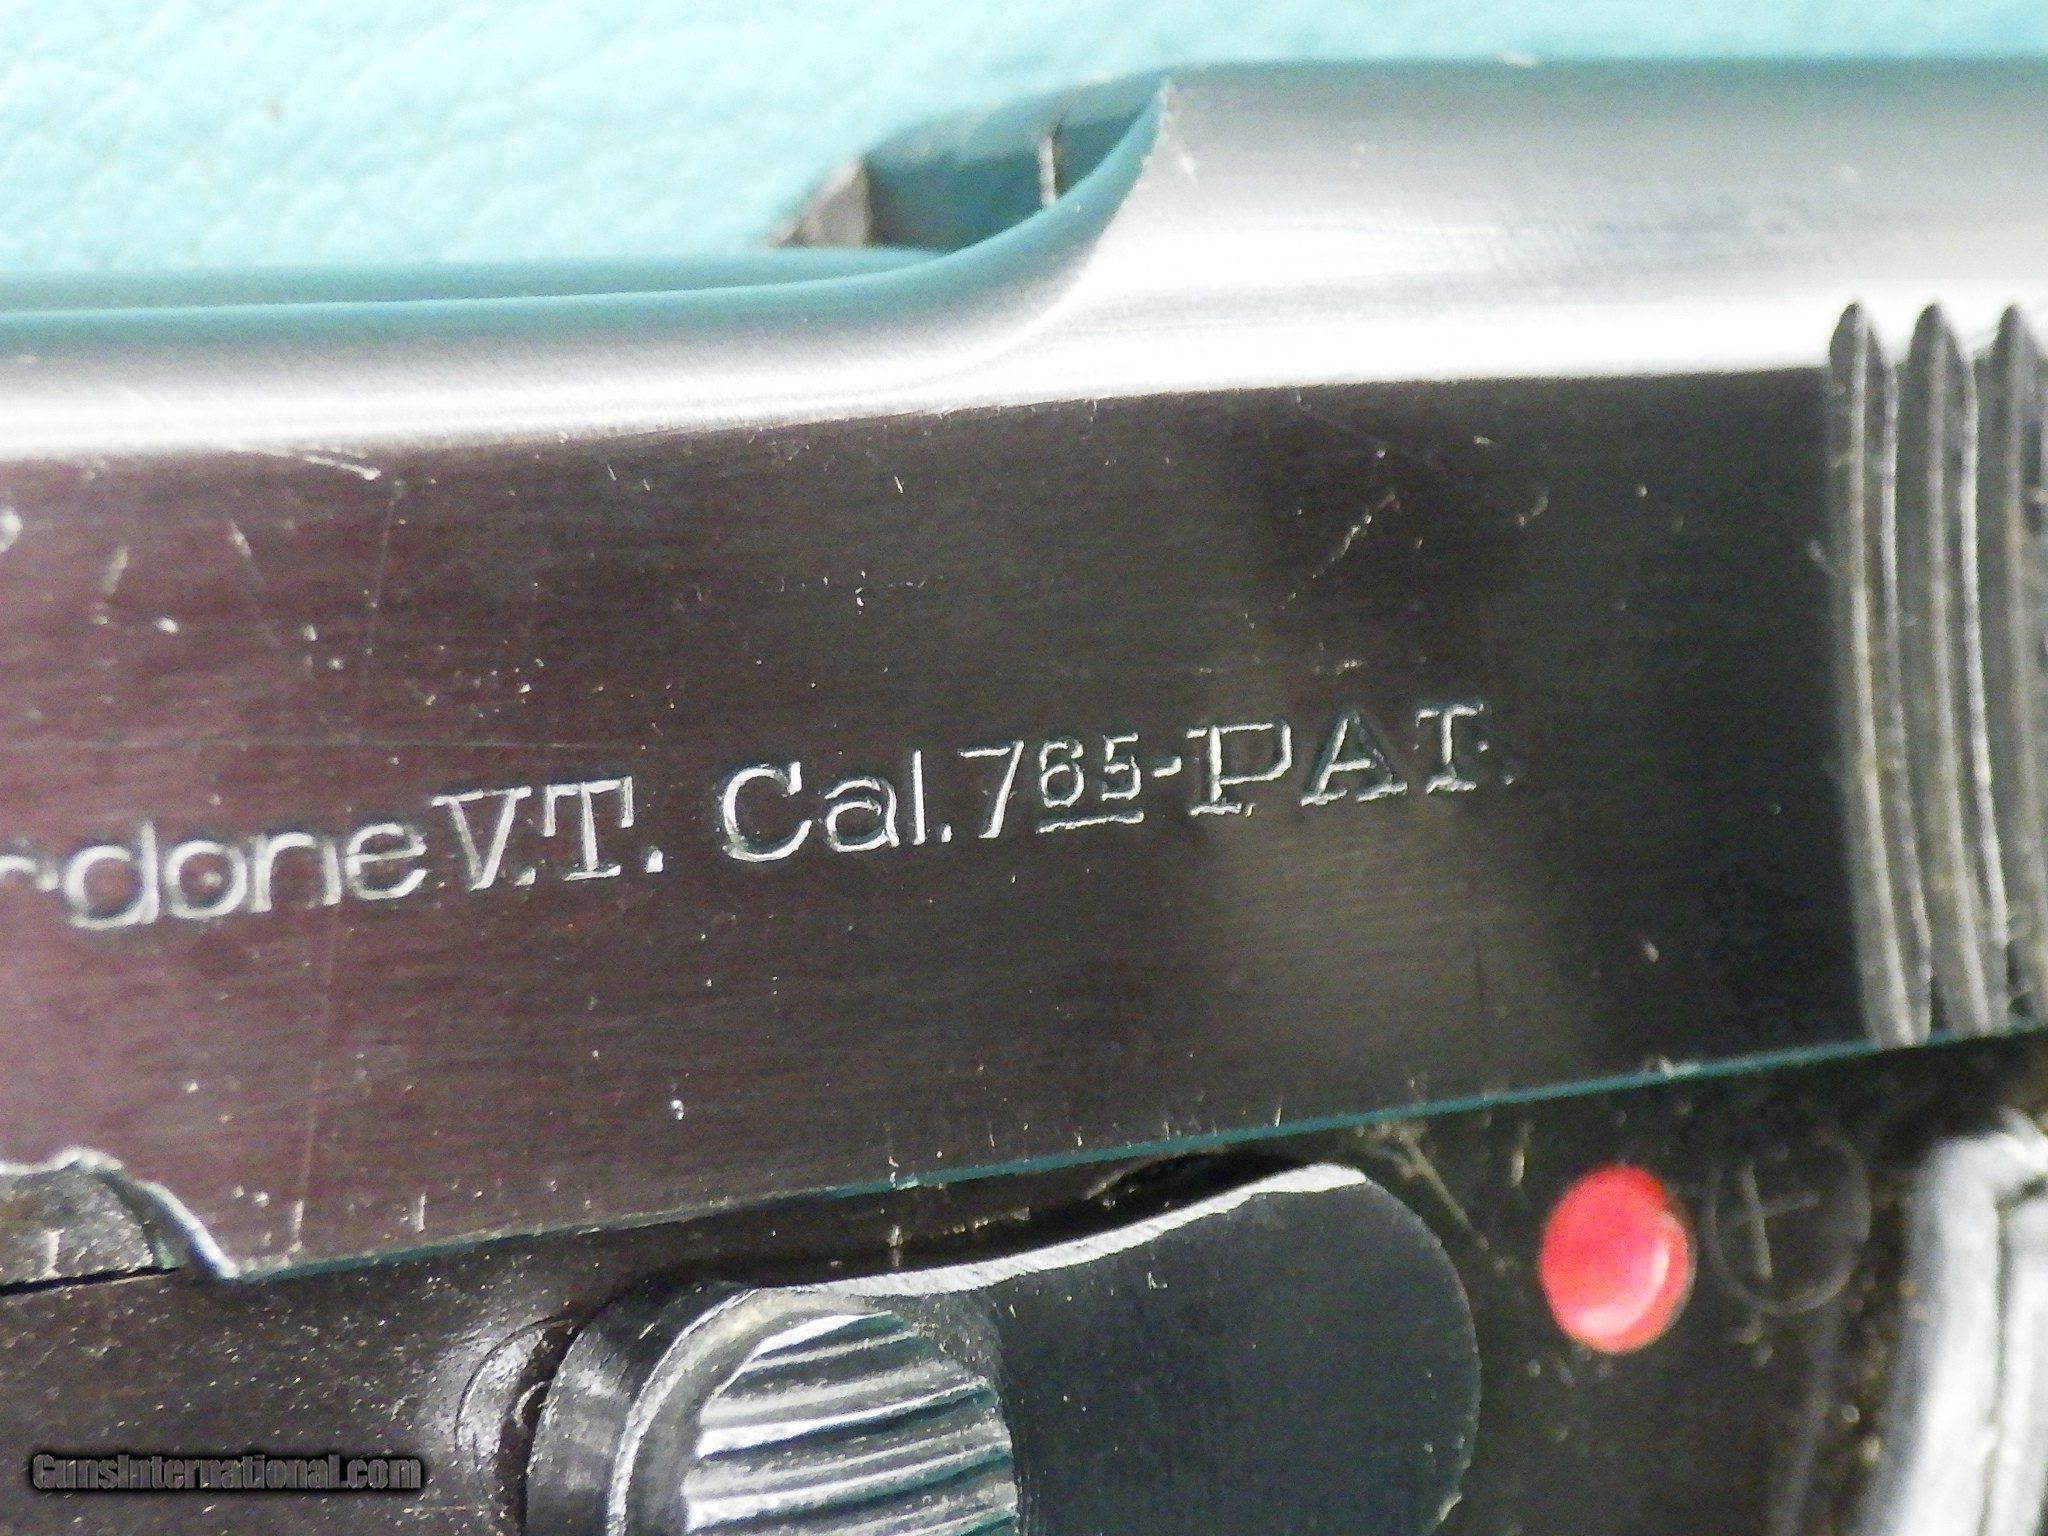 rdone V.T. Cal. 765-PAT.
GunsInternational.com